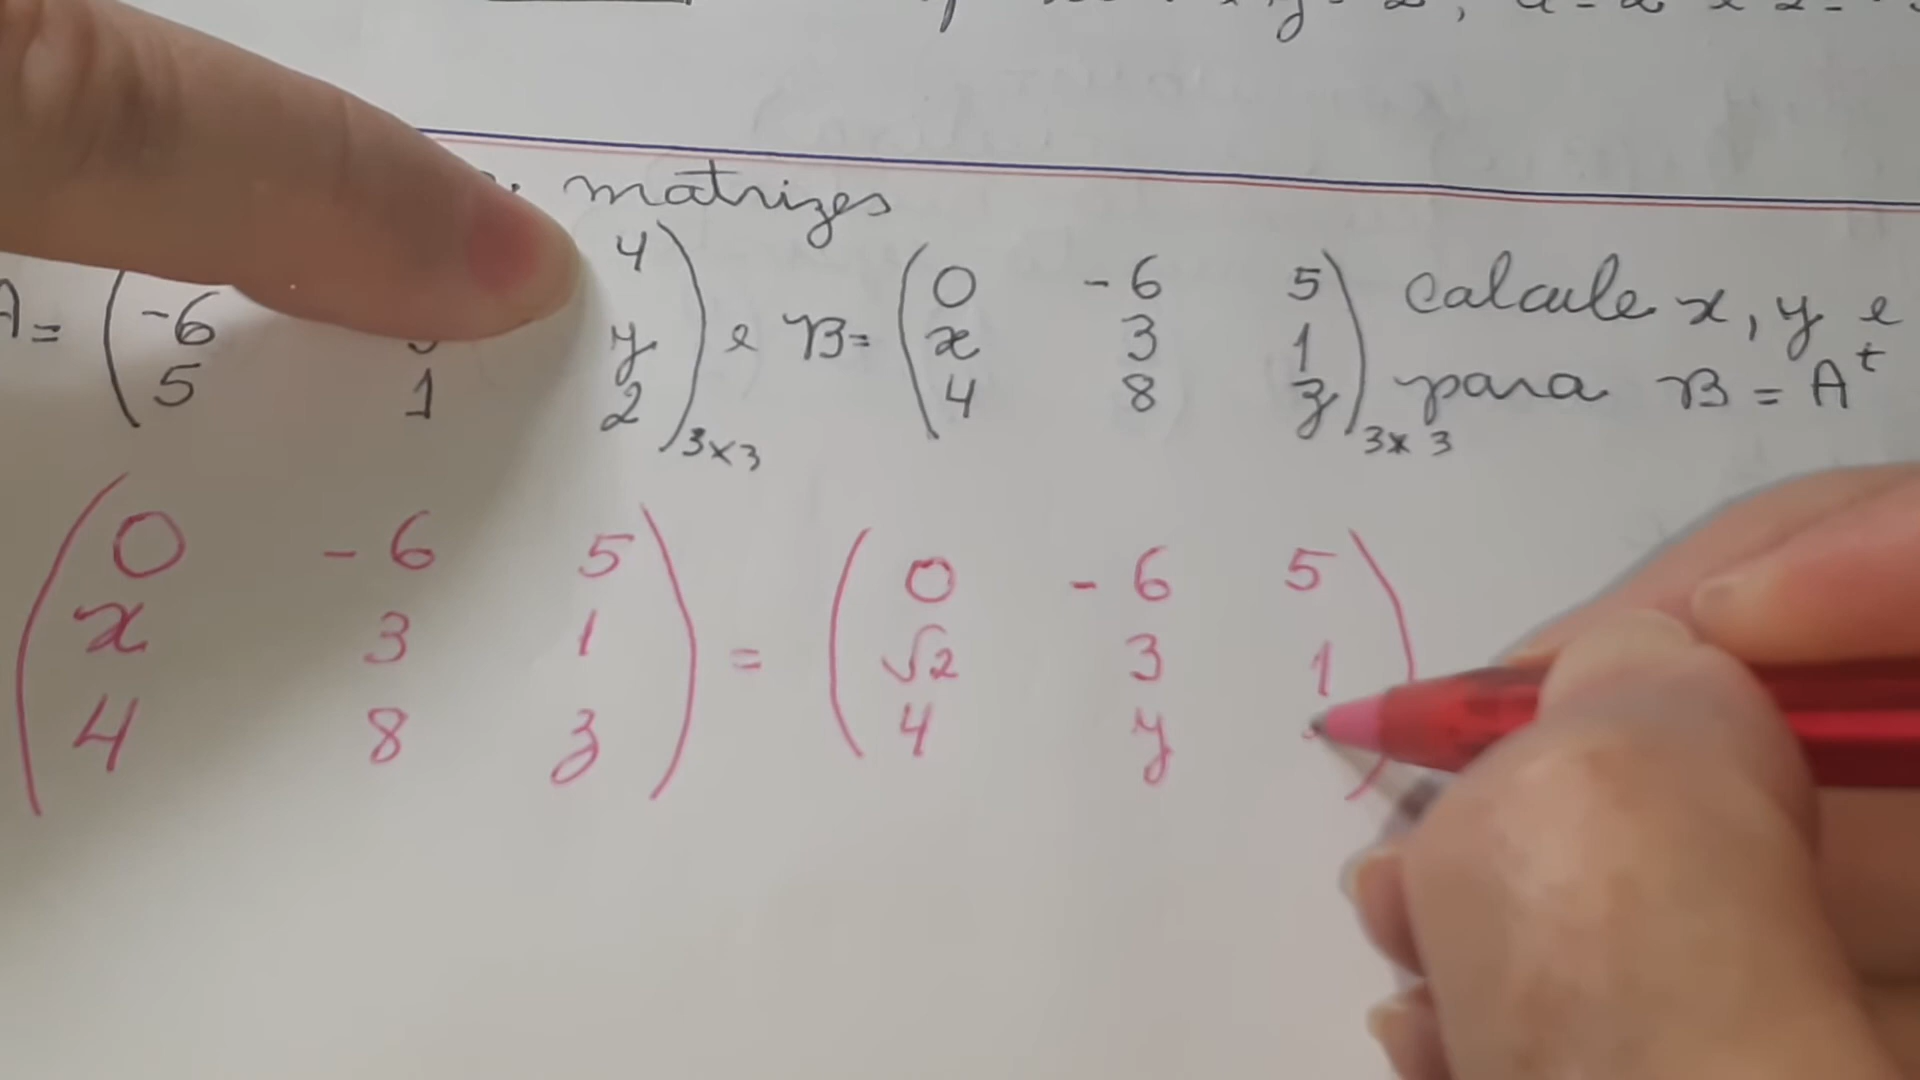 matrizes
A = ( 4
-6 y
5 1 2 ) 3x3 e B = ( 0 -6 5
x 3 1
4 8 z ) 3x3 calcule x, y e
para B = Aᵗ
( 0 -6 5
x 3 1
4 8 z ) = ( 0 -6 5
√2 3 1
4 y )